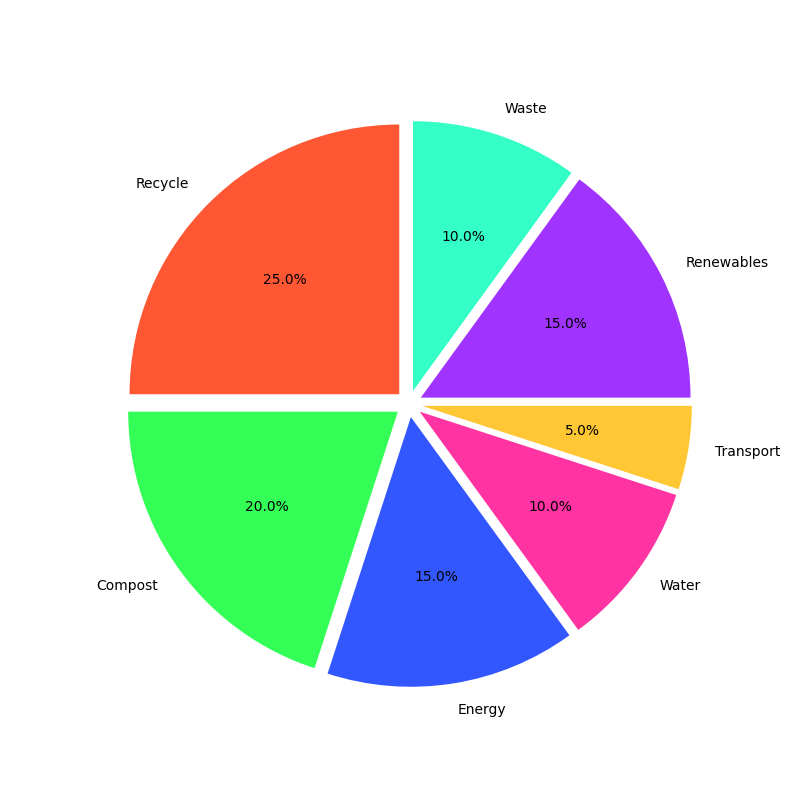 Waste
Recycle
10.0%
Renewables
25.0%
15.0%
5.0%
Transport
20.0%
10.0%
15.0%
Compost
Water
Energy